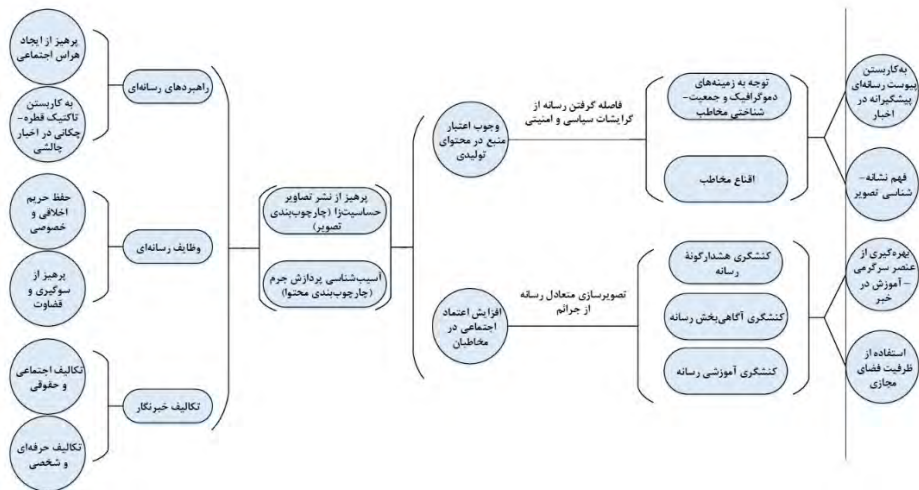 به‌کاربستن
پیوست رسانه‌ای
پیشگیرانه در
اخبار
فهم نشانه-
شناسی تصویر
بهره‌گیری از
عنصر سرگرمی
- آموزش در
خبر
استفاده از
ظرفیت فضای
مجازی
توجه به زمینه‌های
دموگرافیک و جمعیت-
شناختی مخاطب
اقناع مخاطب
کنشگری هشدارگونهٔ
رسانه
کنشگری آگاهی‌بخش رسانه
کنشگری آموزشی رسانه
فاصله گرفتن رسانه از
گرایشات سیاسی و امنیتی
تصویرسازی متعادل رسانه
از جرائم
وجوب اعتبار
منبع در محتوای
تولیدی
افزایش اعتماد
اجتماعی در
مخاطبان
پرهیز از نشر تصاویر
حساسیت‌زا (چارچوب‌بندی
تصویر)
آسیب‌شناسی پردازش جرم
(چارچوب‌بندی محتوا)
راهبردهای رسانه‌ای
وظایف رسانه‌ای
تکالیف خبرنگار
پرهیز از ایجاد
هراس اجتماعی
به کاربستن
تاکتیک قطره-
چکانی در اخبار
چالشی
حفظ حریم
اخلاقی و
خصوصی
پرهیز از
سوگیری و
قضاوت
تکالیف اجتماعی
و حقوقی
تکالیف حرفه‌ای
و شخصی